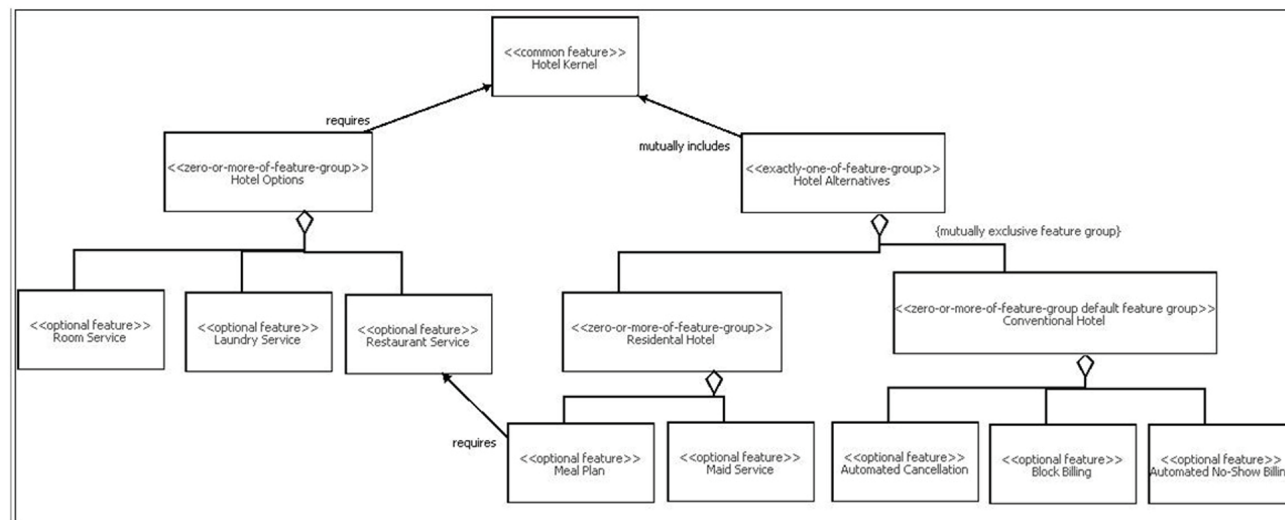 <<common feature>>
Hotel Kernel
requires
mutually includes
<<zero-or-more-of-feature-group>>
Hotel Options
<<exactly-one-of-feature-group>>
Hotel Alternatives
{mutually exclusive feature group}
<<optional feature>>
Room Service
<<optional feature>>
Laundry Service
<<optional feature>>
Restaurant Service
<<zero-or-more-of-feature-group>>
Residental Hotel
<<zero-or-more-of-feature-group default feature group>>
Conventional Hotel
requires
<<optional feature>>
Meal Plan
<<optional feature>>
Maid Service
<<optional feature>>
Automated Cancellation
<<optional feature>>
Block Billing
<<optional feature>>
Automated No-Show Billin